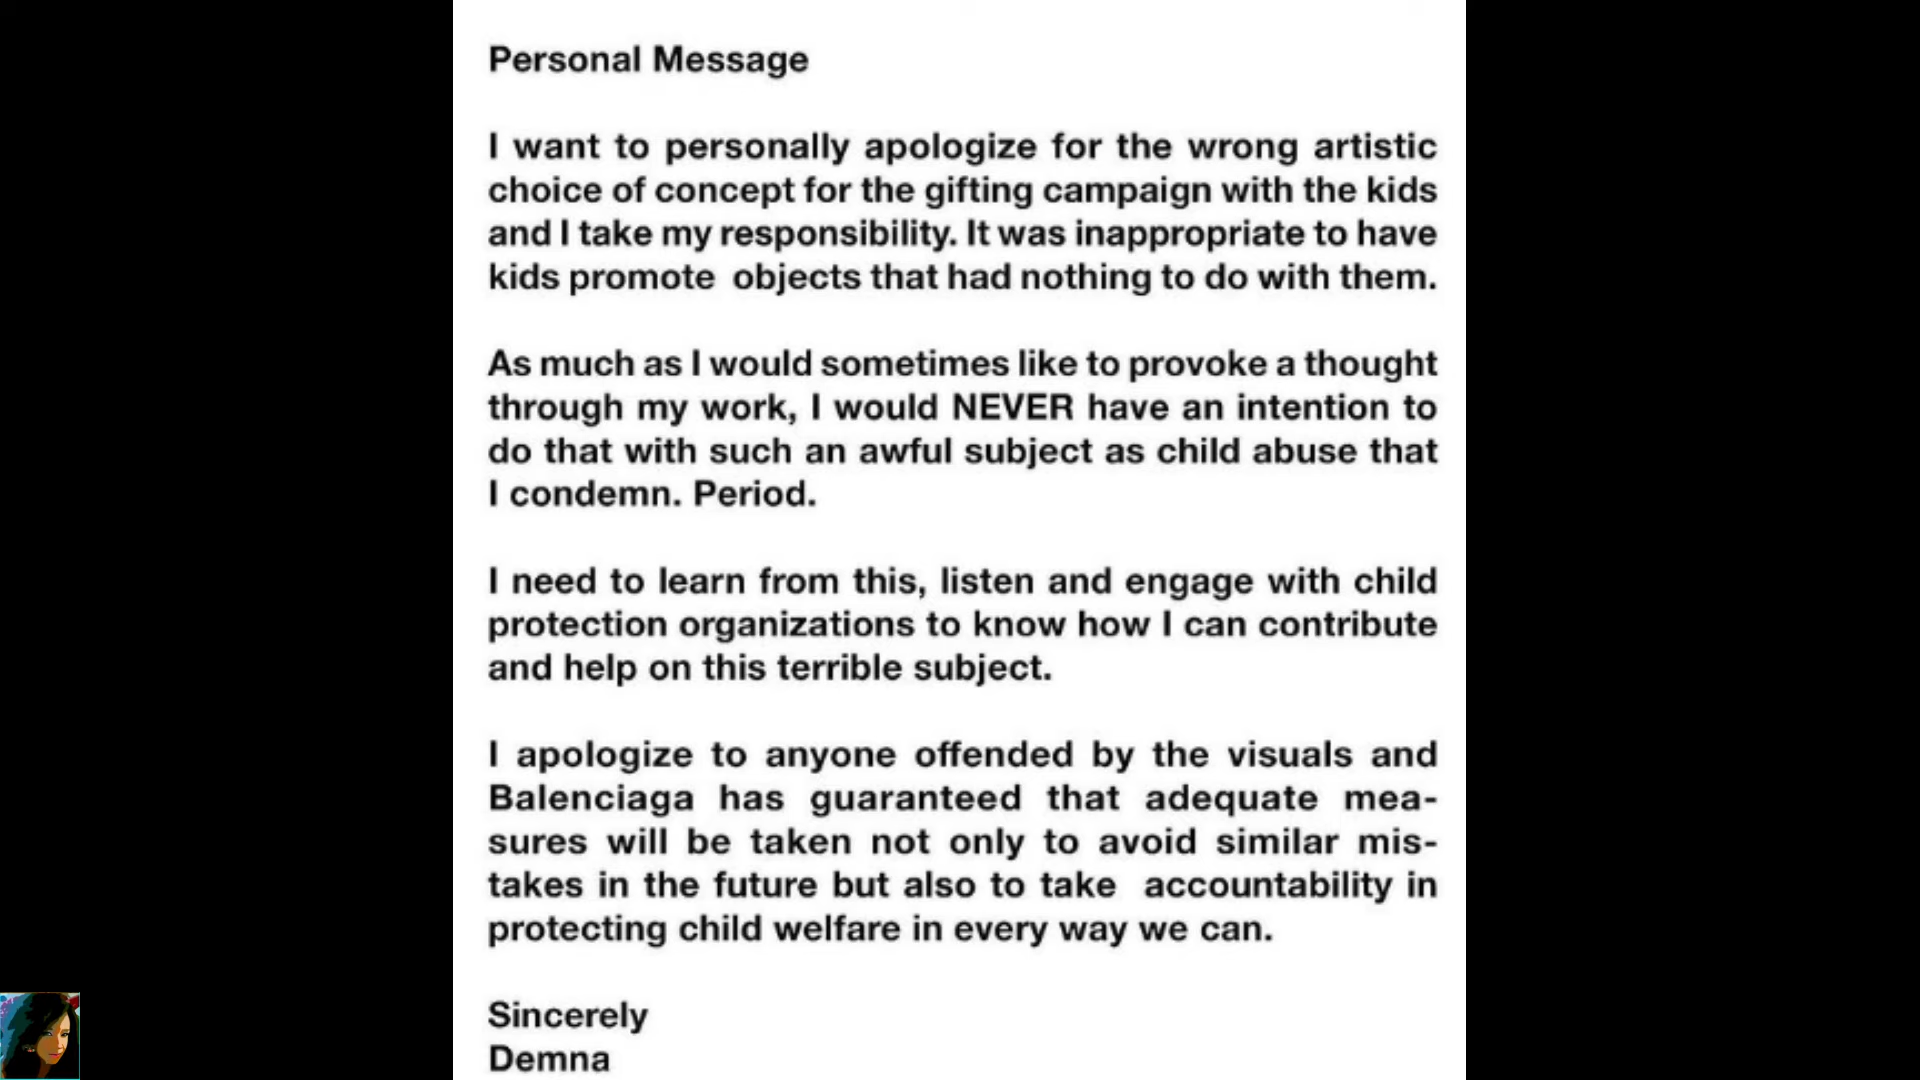 Personal Message
I want to personally apologize for the wrong artistic
choice of concept for the gifting campaign with the kids
and I take my responsibility. It was inappropriate to have
kids promote objects that had nothing to do with them.
As much as I would sometimes like to provoke a thought
through my work, I would NEVER have an intention to
do that with such an awful subject as child abuse that
I condemn. Period.
I need to learn from this, listen and engage with child
protection organizations to know how I can contribute
and help on this terrible subject.
I apologize to anyone offended by the visuals and
Balenciaga has guaranteed that adequate mea-
sures will be taken not only to avoid similar mis-
takes in the future but also to take accountability in
protecting child welfare in every way we can.
Sincerely
Demna